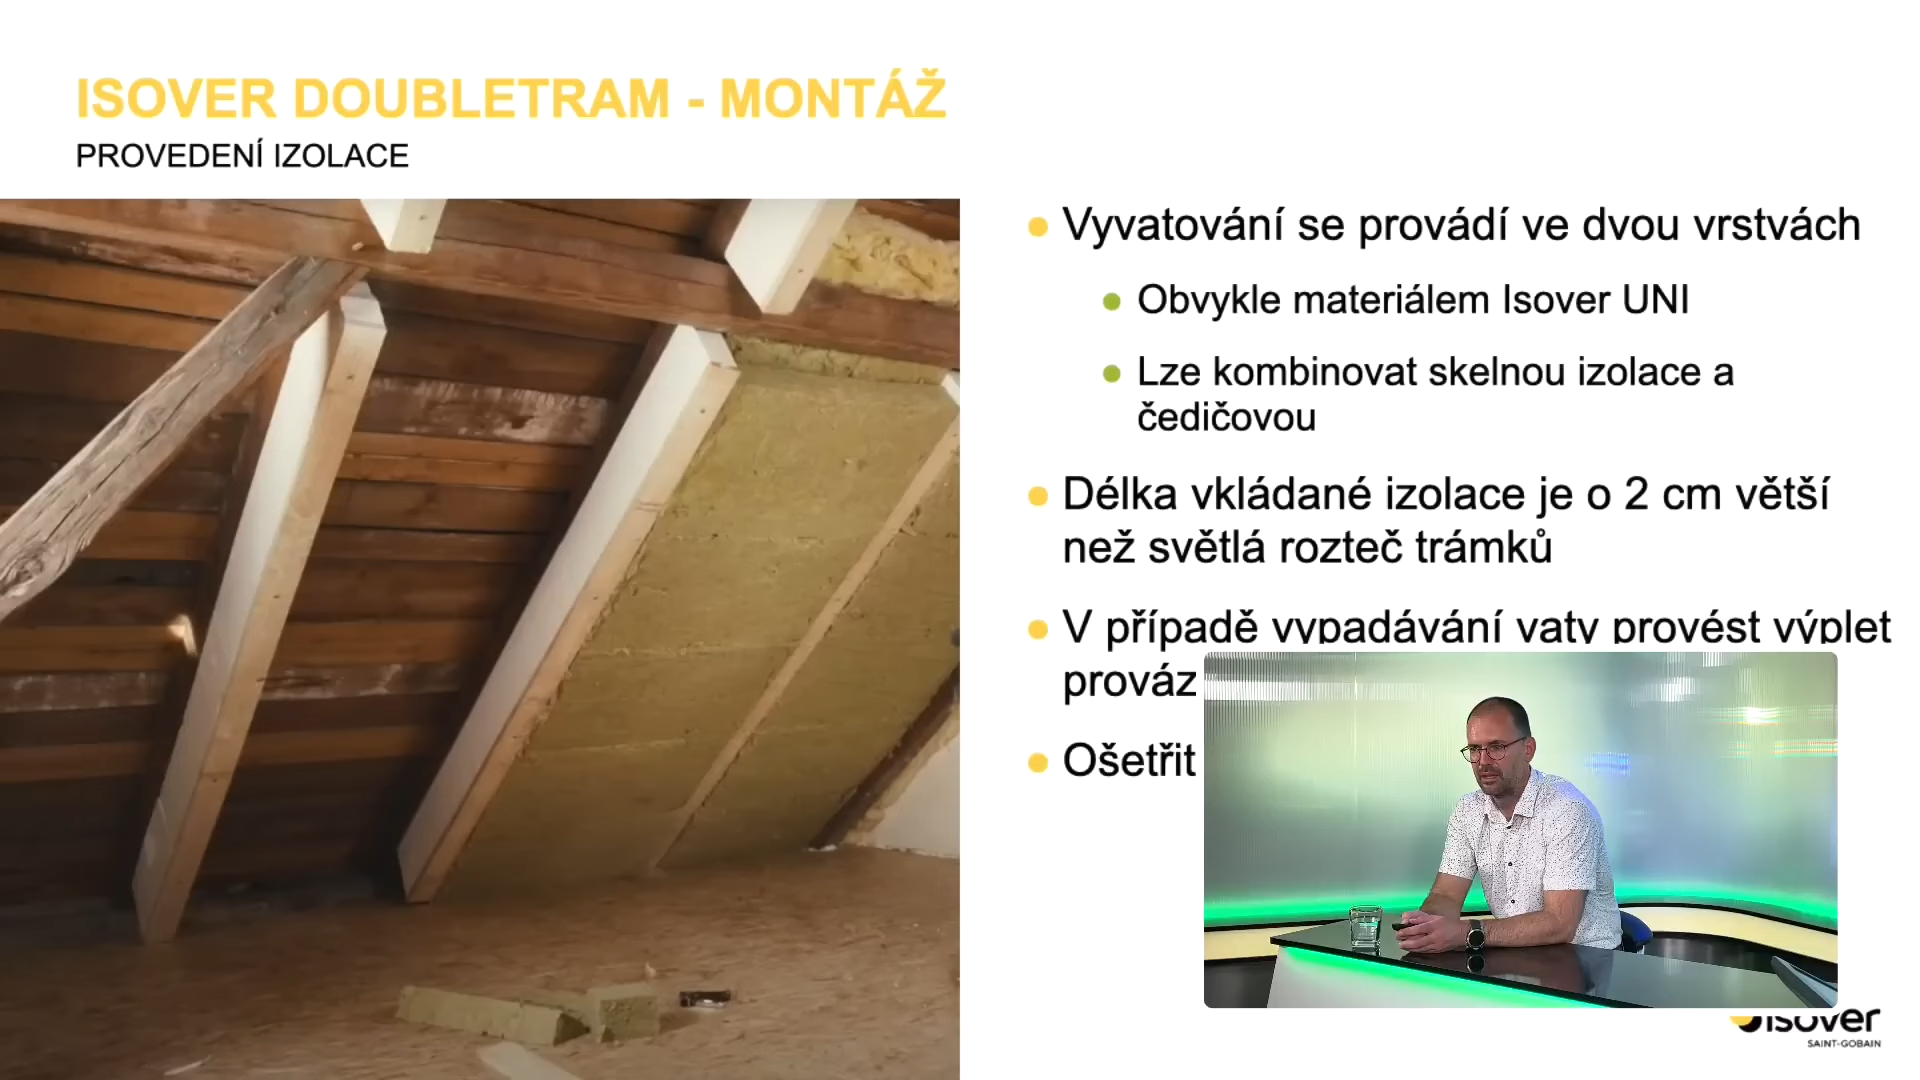 ISOVER DOUBLETRAM - MONTÁŽ
PROVEDENÍ IZOLACE
Vyvatování se provádí ve dvou vrstvách
Obvykle materiálem Isover UNI
Lze kombinovat skelnou izolace a
čedičovou
Délka vkládané izolace je o 2 cm větší
než světlá rozteč trámků
V případě vypadávání vaty provést výplet
prováz
Ošetřit
isover
SAINT-GOBAIN